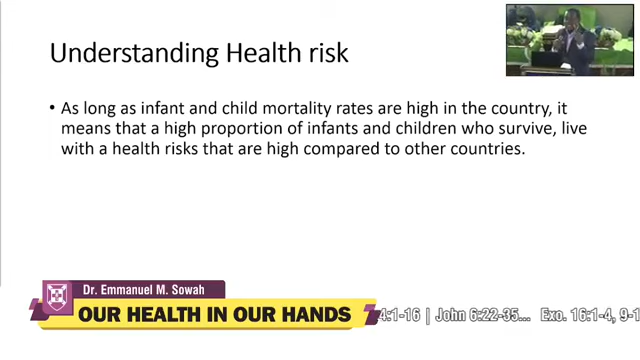 Understanding Health risk
• As long as infant and child mortality rates are high in the country, it
means that a high proportion of infants and children who survive, live
with a health risks that are high compared to other countries.
Dr. Emmanuel M. Sowah
OUR HEALTH IN OUR HANDS
4:1-16 | John 6:22-35... Exo. 16:1-4, 9-1